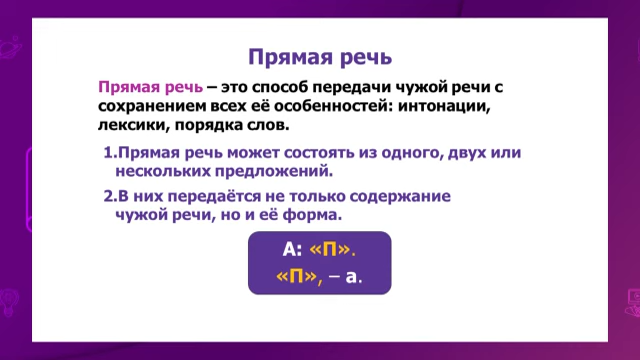 Прямая речь
Прямая речь – это способ передачи чужой речи с
сохранением всех её особенностей: интонации,
лексики, порядка слов.
1.Прямая речь может состоять из одного, двух или
нескольких предложений.
2.В них передаётся не только содержание
чужой речи, но и её форма.
А: «П».
«П», – а.